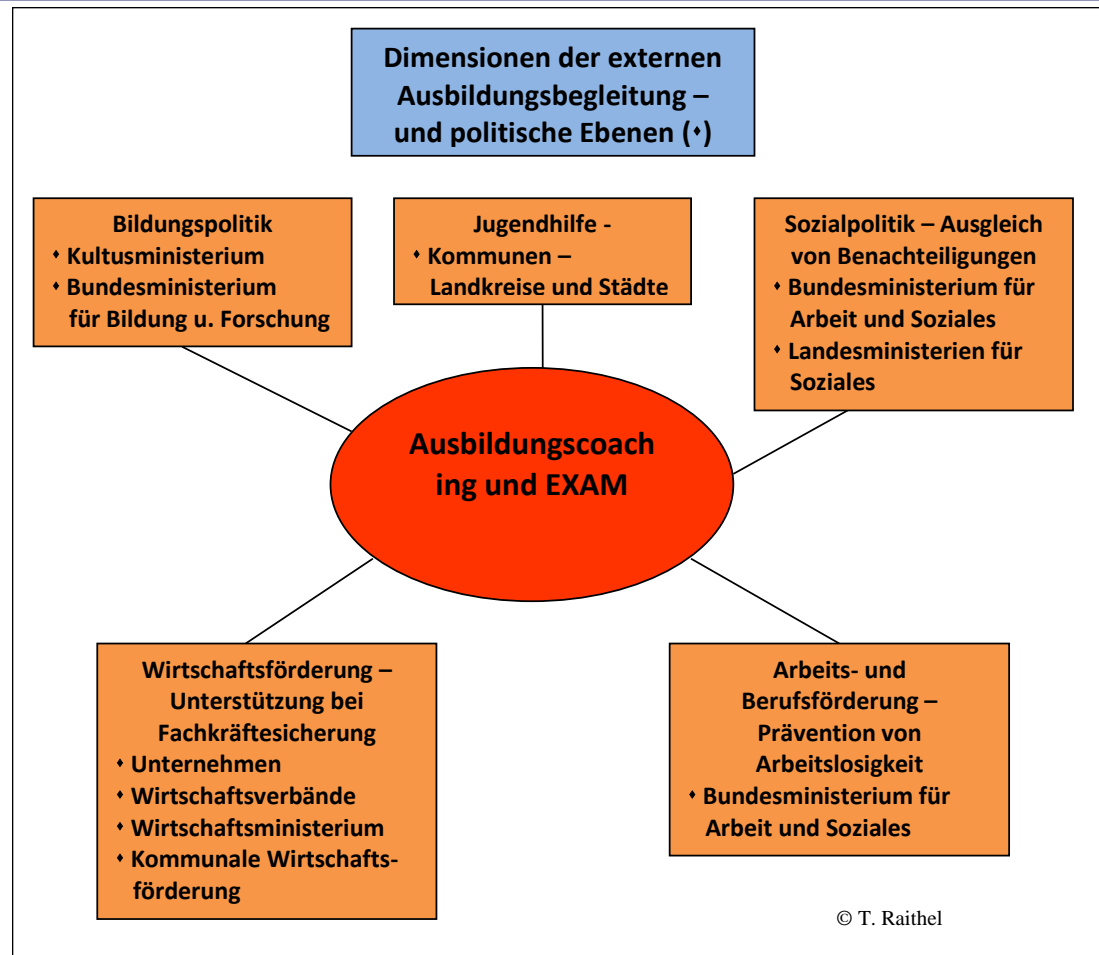 Dimensionen der externen
Ausbildungsbegleitung –
und politische Ebenen (⬧)
Bildungspolitik
⬧ Kultusministerium
⬧ Bundesministerium
für Bildung u. Forschung
Jugendhilfe -
⬧ Kommunen –
Landkreise und Städte
Sozialpolitik – Ausgleich
von Benachteiligungen
⬧ Bundesministerium für
Arbeit und Soziales
⬧ Landesministerien für
Soziales
Ausbildungscoach
ing und EXAM
Wirtschaftsförderung –
Unterstützung bei
Fachkräftesicherung
⬧ Unternehmen
⬧ Wirtschaftsverbände
⬧ Wirtschaftsministerium
⬧ Kommunale Wirtschafts-
förderung
Arbeits- und
Berufsförderung –
Prävention von
Arbeitslosigkeit
⬧ Bundesministerium für
Arbeit und Soziales
© T. Raithel